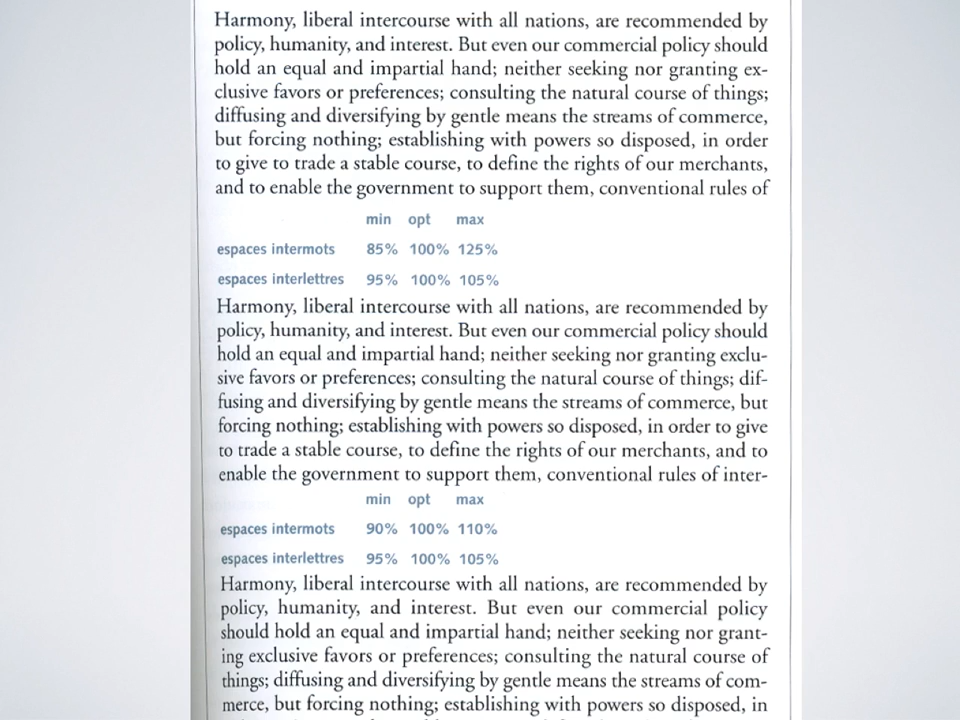 Harmony, liberal intercourse with all nations, are recommended by
policy, humanity, and interest. But even our commercial policy should
hold an equal and impartial hand; neither seeking nor granting ex-
clusive favors or preferences; consulting the natural course of things;
diffusing and diversifying by gentle means the streams of commerce,
but forcing nothing; establishing with powers so disposed, in order
to give to trade a stable course, to define the rights of our merchants,
and to enable the government to support them, conventional rules of
min opt max
espaces intermots 85% 100% 125%
espaces interlettres 95% 100% 105%
Harmony, liberal intercourse with all nations, are recommended by
policy, humanity, and interest. But even our commercial policy should
hold an equal and impartial hand; neither seeking nor granting exclu-
sive favors or preferences; consulting the natural course of things; dif-
fusing and diversifying by gentle means the streams of commerce, but
forcing nothing; establishing with powers so disposed, in order to give
to trade a stable course, to define the rights of our merchants, and to
enable the government to support them, conventional rules of inter-
min opt max
espaces intermots 90% 100% 110%
espaces interlettres 95% 100% 105%
Harmony, liberal intercourse with all nations, are recommended by
policy, humanity, and interest. But even our commercial policy
should hold an equal and impartial hand; neither seeking nor grant-
ing exclusive favors or preferences; consulting the natural course of
things; diffusing and diversifying by gentle means the streams of com-
merce, but forcing nothing; establishing with powers so disposed, in